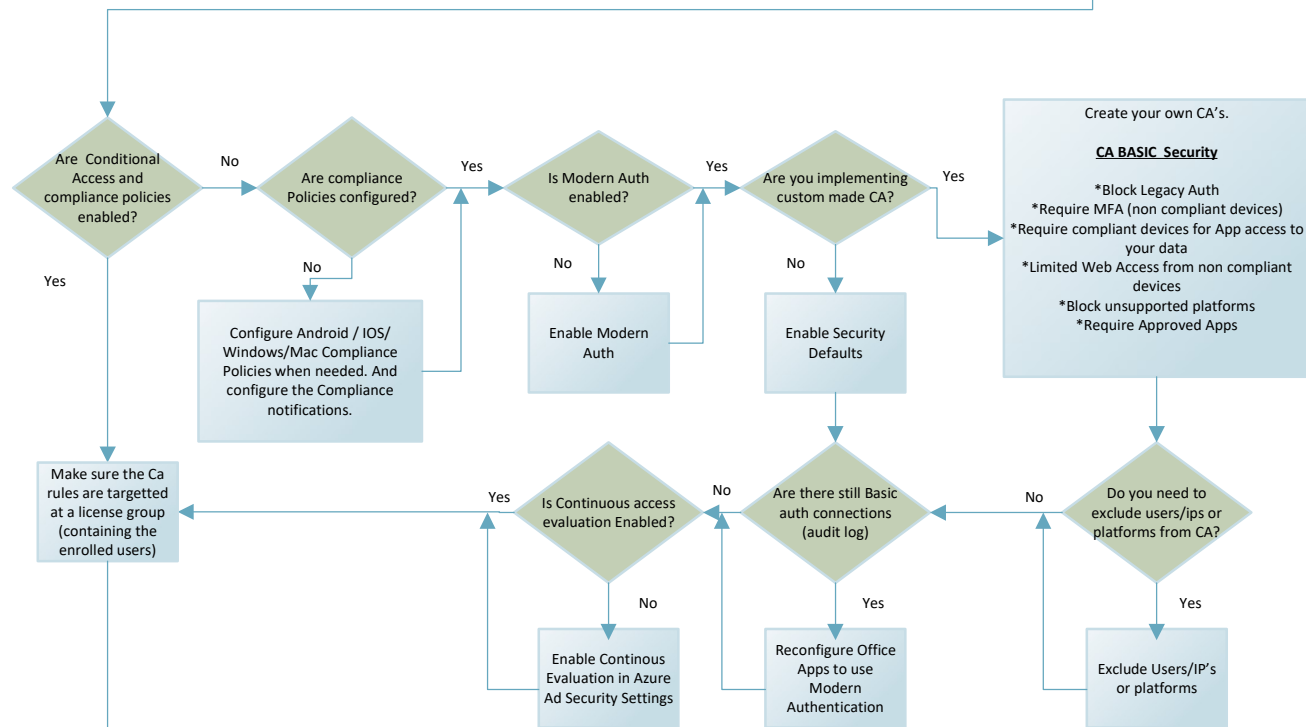 Are Conditional
Access and
compliance policies
enabled?
No
Yes
Are compliance
Policies configured?
Yes
No
Configure Android / IOS/
Windows/Mac Compliance
Policies when needed. And
configure the Compliance
notifications.
Is Modern Auth
enabled?
Yes
No
Enable Modern
Auth
Are you implementing
custom made CA?
Yes
No
Enable Security
Defaults
Create your own CA's.
CA BASIC Security
*Block Legacy Auth
*Require MFA (non compliant devices)
*Require compliant devices for App access to
your data
*Limited Web Access from non compliant
devices
*Block unsupported platforms
*Require Approved Apps
Do you need to
exclude users/ips or
platforms from CA?
No
Yes
Exclude Users/IP's
or platforms
Are there still Basic
auth connections
(audit log)
No
Yes
Reconfigure Office
Apps to use
Modern
Authentication
Is Continuous access
evaluation Enabled?
Yes
No
Enable Continous
Evaluation in Azure
Ad Security Settings
Make sure the Ca
rules are targetted
at a license group
(containing the
enrolled users)